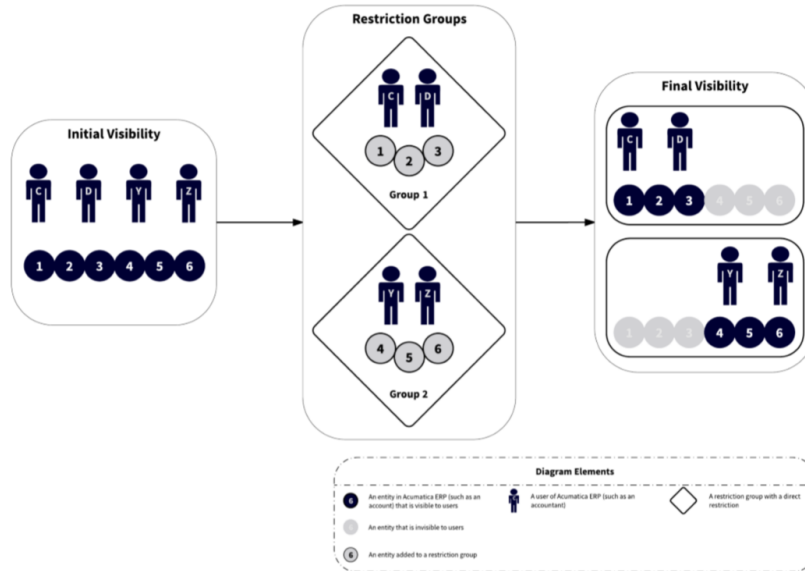 Restriction Groups
Initial Visibility
C D Y Z
1 2 3 4 5 6
C D
1 2 3
Group 1
Y Z
4 5 6
Group 2
Final Visibility
C D
1 2 3 4 5 6
Y Z
1 2 3 4 5 6
Diagram Elements
6 An entity in Acumatica ERP (such as an
account) that is visible to users
C A user of Acumatica ERP (such as an
accountant)
A restriction group with a direct
restriction
6 An entity that is invisible to users
6 An entity added to a restriction group